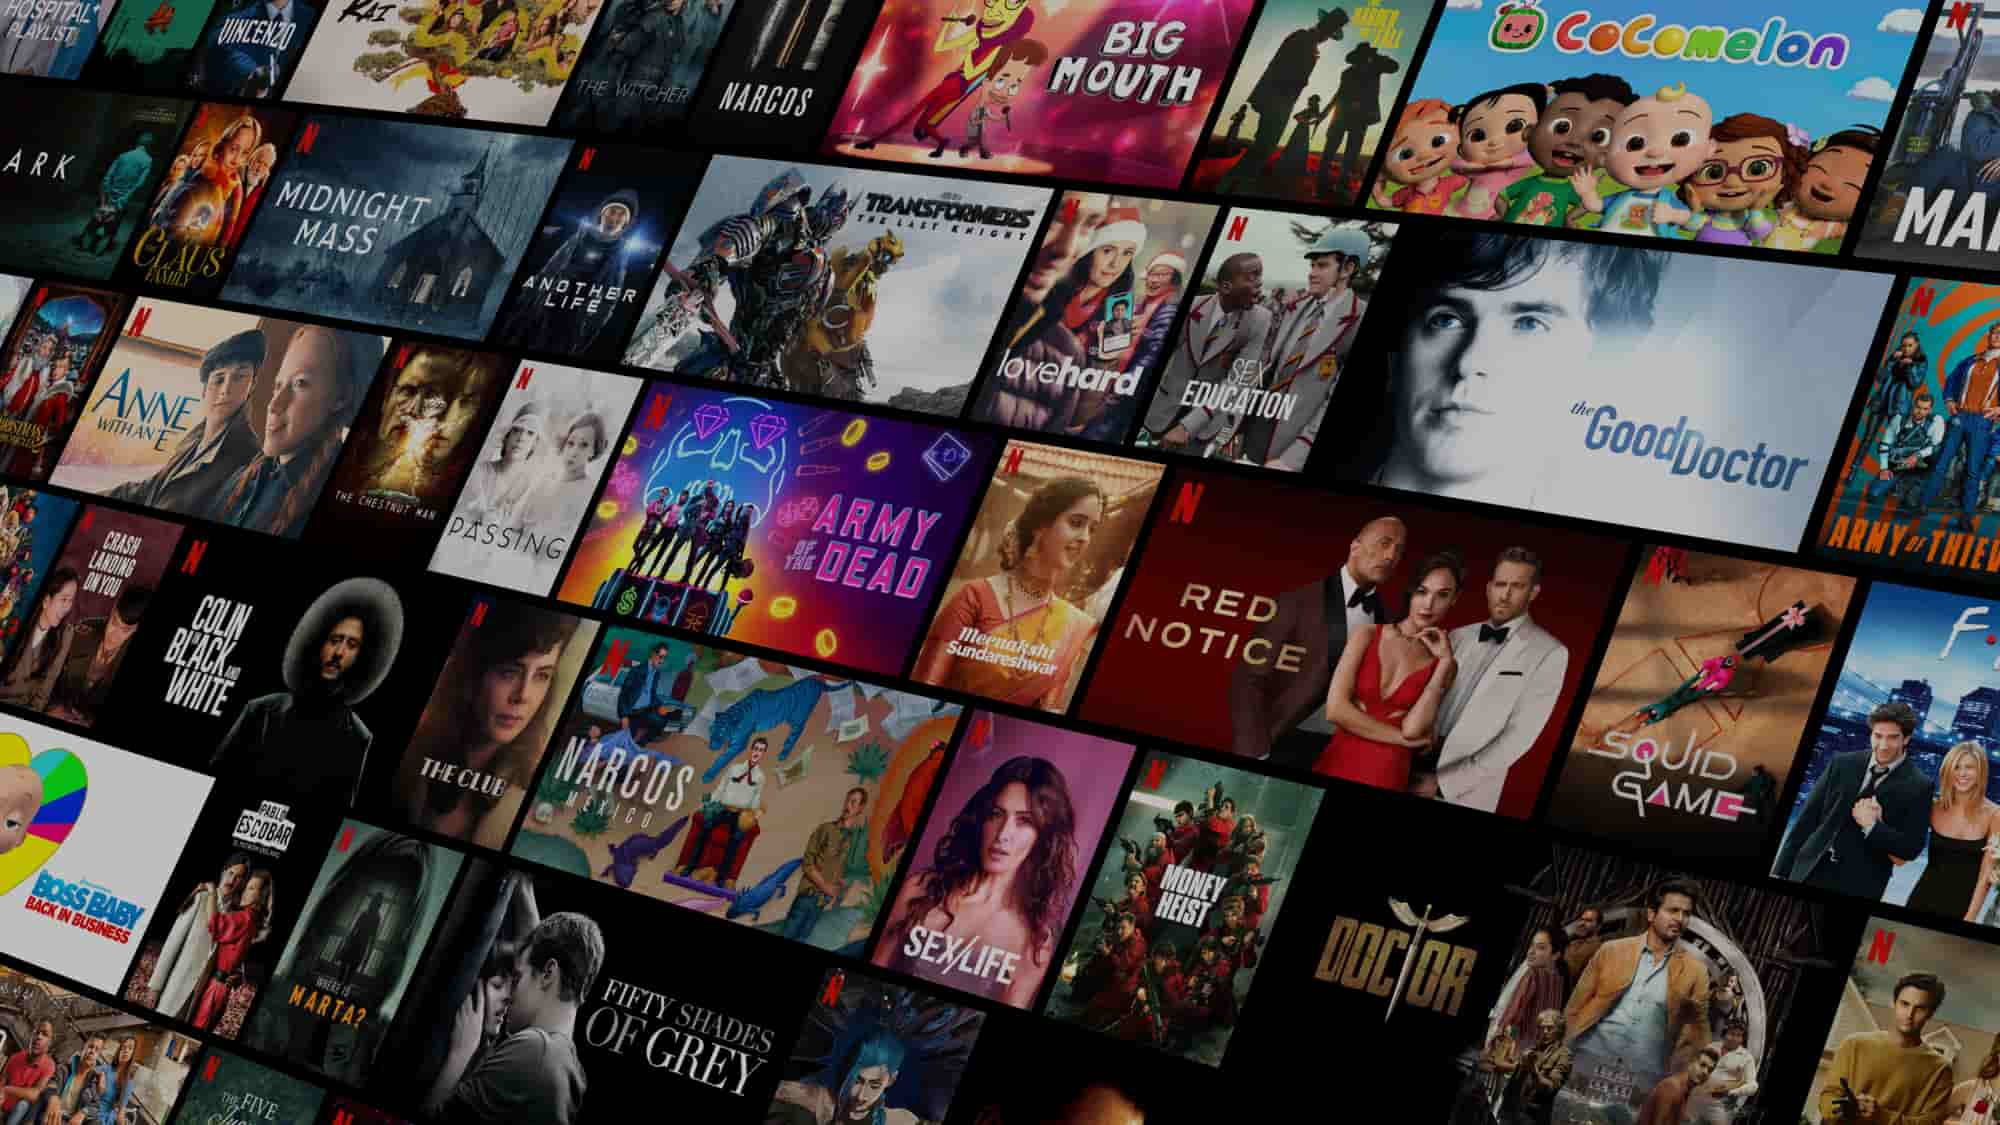 HOSPITAL
PLAYLIST
VINCENZO
KAI
THE WITCHER
NARCOS
BIG
MOUTH
CoComelon
MA
ARK
CLAUS
FAMILY
MIDNIGHT
MASS
ANOTHER
LIFE
TRANSFORMERS
THE LAST KNIGHT
lovehard
SEX
EDUCATION
the
GoodDoctor
ARMY OF THIEV
ANNE
WITH AN E
THE CHESTNUT MAN
PASSING
ARMY
OF THE DEAD
Meenakshi
Sundareshwar
RED
NOTICE
SQUID
GAME
F
CRASH
LANDING
ON YOU
COLIN
BLACK AND
WHITE
THE CLUB
NARCOS
MEXICO
SEX/LIFE
MONEY
HEIST
DOCTOR
BOSS BABY
BACK IN BUSINESS
PABLO
ESCOBAR
WHERE IS
MARTA?
FIFTY SHADES
OF GREY
THE FIVE